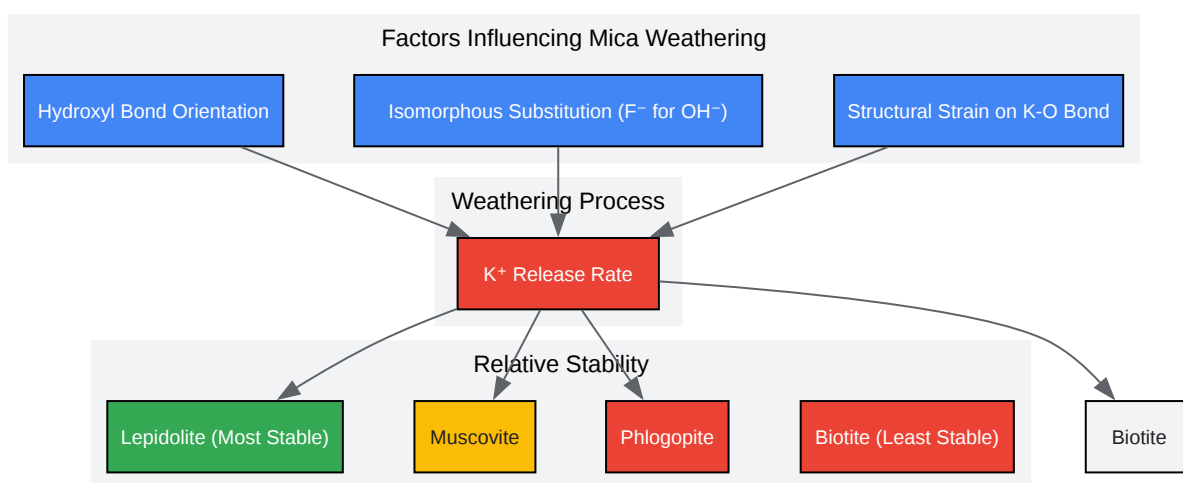 Factors Influencing Mica Weathering
Hydroxyl Bond Orientation
Isomorphous Substitution (F⁻ for OH⁻)
Structural Strain on K-O Bond
Weathering Process
K⁺ Release Rate
Relative Stability
Lepidolite (Most Stable)
Muscovite
Phlogopite
Biotite (Least Stable)
Biotite